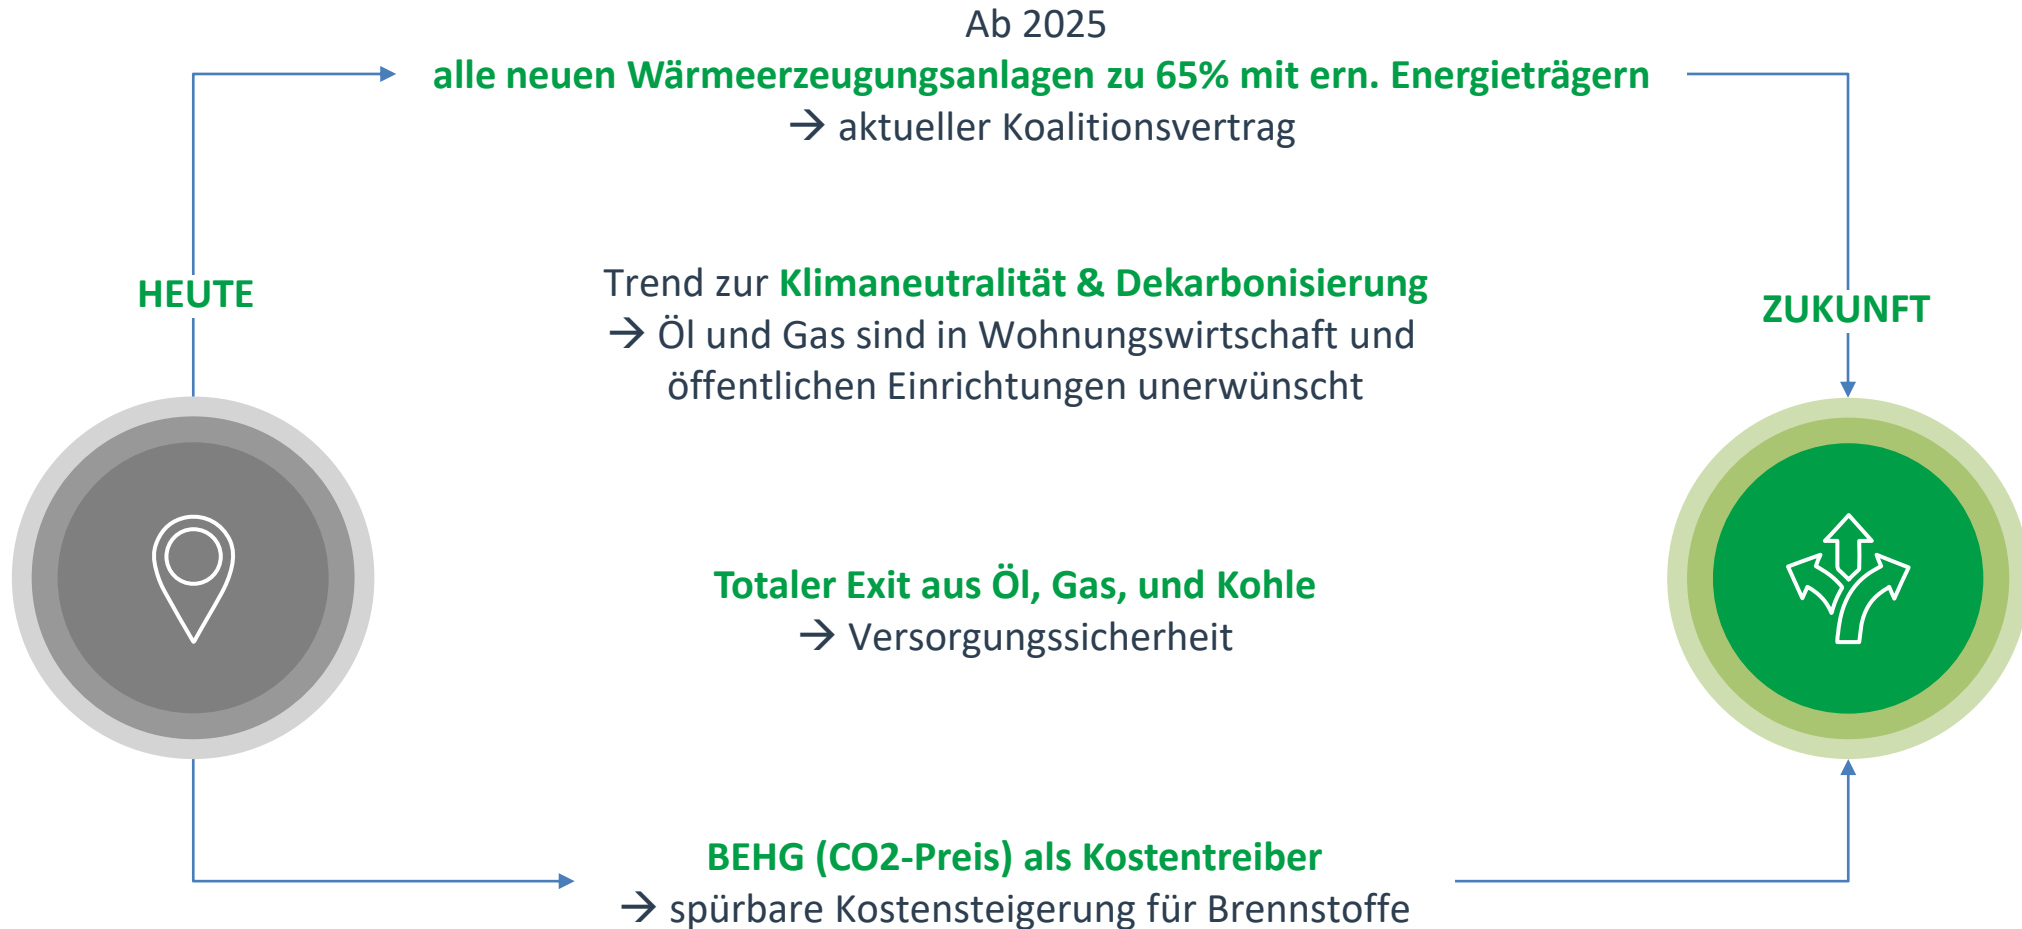 Ab 2025
alle neuen Wärmeerzeugungsanlagen zu 65% mit ern. Energieträgern
→ aktueller Koalitionsvertrag
HEUTE
Trend zur Klimaneutralität & Dekarbonisierung
→ Öl und Gas sind in Wohnungswirtschaft und
öffentlichen Einrichtungen unerwünscht
ZUKUNFT
Totaler Exit aus Öl, Gas, und Kohle
→ Versorgungssicherheit
BEHG (CO2-Preis) als Kostentreiber
→ spürbare Kostensteigerung für Brennstoffe